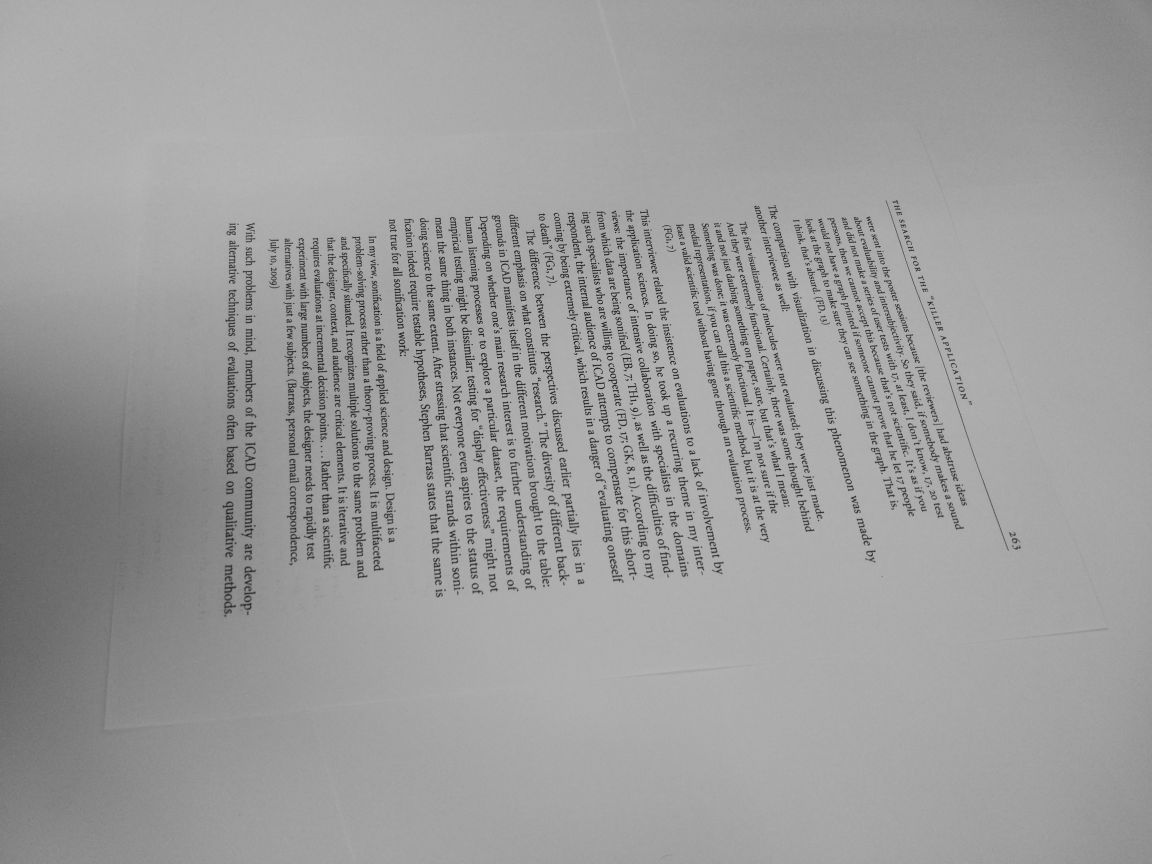 THE SEARCH FOR THE "KILLER APPLICATION" 263
were sent into the poster sessions because [the reviewers] had abstruse ideas
about evaluability and intersubjectivity. So they said, if somebody makes a sound
and did not make a series of user tests with 17, at least, I don't know, 17, 20 test
persons, then we cannot accept this because that's not scientific. It's as if you
would not have a graph printed if someone cannot prove that he let 17 people
look at the graph to make sure they can see something in the graph. That is,
I think, that's absurd. (FD, 13)
The comparison with visualization in discussing this phenomenon was made by
another interviewee as well:
The first visualizations of molecules were not evaluated; they were just made.
And they were extremely functional. Certainly, there was some thought behind
it and not just daubing something on paper, sure, but that's what I mean:
Something was done; it was extremely functional. It is—I'm not sure if the
medial representation, if you can call this a scientific method, but it is at the very
least a valid scientific tool without having gone through an evaluation process.
(FG1, 7)
This interviewee related the insistence on evaluations to a lack of involvement by
the application sciences. In doing so, he took up a recurring theme in my inter-
views: the importance of intensive collaboration with specialists in the domains
from which data are being sonified (EB, 7; TH1, 9), as well as the difficulties of find-
ing such specialists who are willing to cooperate (FD, 17; GK, 8, 11). According to my
respondent, the internal audience of ICAD attempts to compensate for this short-
coming by being extremely critical, which results in a danger of "evaluating oneself
to death" (FG1, 7).
The difference between the perspectives discussed earlier partially lies in a
different emphasis on what constitutes "research." The diversity of different back-
grounds in ICAD manifests itself in the different motivations brought to the table:
Depending on whether one's main research interest is to further understanding of
human listening processes or to explore a particular dataset, the requirements of
empirical testing might be dissimilar; testing for "display effectiveness" might not
mean the same thing in both instances. Not everyone even aspires to the status of
doing science to the same extent. After stressing that scientific strands within soni-
fication indeed require testable hypotheses, Stephen Barrass states that the same is
not true for all sonification work:
In my view, sonification is a field of applied science and design. Design is a
problem-solving process rather than a theory-proving process. It is multifaceted
and specifically situated. It recognizes multiple solutions to the same problem and
that the designer, context, and audience are critical elements. It is iterative and
requires evaluations at incremental decision points. . . . Rather than a scientific
experiment with large numbers of subjects, the designer needs to rapidly test
alternatives with just a few subjects. (Barrass, personal email correspondence,
July 10, 2009)
With such problems in mind, members of the ICAD community are develop-
ing alternative techniques of evaluations often based on qualitative methods.